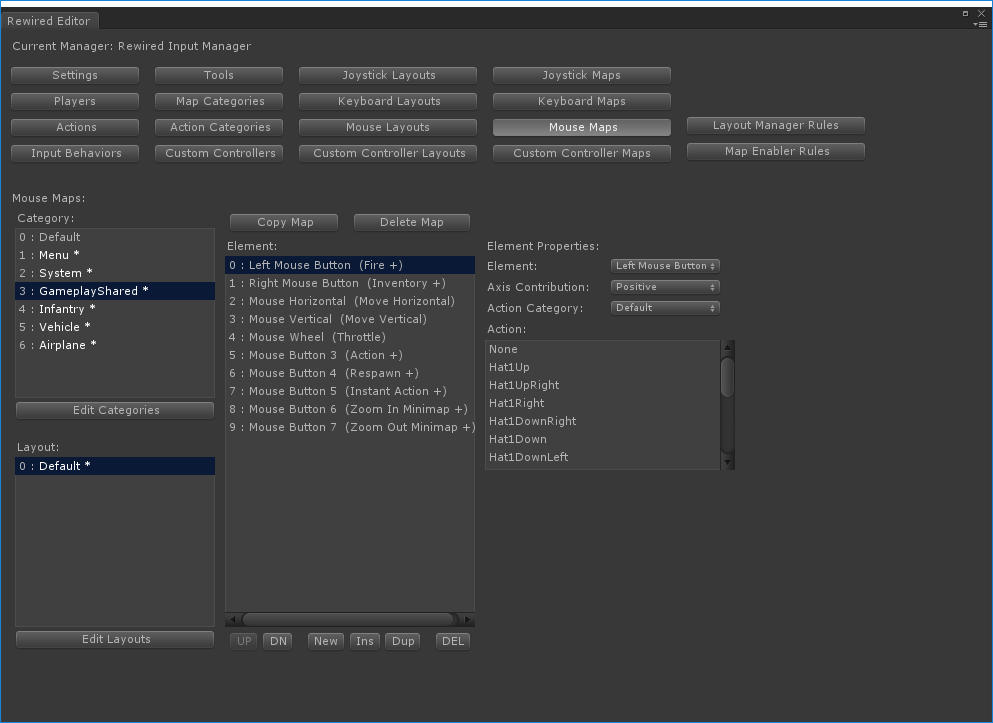 Rewired Editor
Current Manager: Rewired Input Manager
Settings
Tools
Joystick Layouts
Joystick Maps
Players
Map Categories
Keyboard Layouts
Keyboard Maps
Actions
Action Categories
Mouse Layouts
Mouse Maps
Layout Manager Rules
Input Behaviors
Custom Controllers
Custom Controller Layouts
Custom Controller Maps
Map Enabler Rules
Mouse Maps:
Category:
0 : Default
1 : Menu *
2 : System *
3 : GameplayShared *
4 : Infantry *
5 : Vehicle *
6 : Airplane *
Edit Categories
Layout:
0 : Default *
Edit Layouts
Copy Map
Delete Map
Element:
0 : Left Mouse Button (Fire +)
1 : Right Mouse Button (Inventory +)
2 : Mouse Horizontal (Move Horizontal)
3 : Mouse Vertical (Move Vertical)
4 : Mouse Wheel (Throttle)
5 : Mouse Button 3 (Action +)
6 : Mouse Button 4 (Respawn +)
7 : Mouse Button 5 (Instant Action +)
8 : Mouse Button 6 (Zoom In Minimap +)
9 : Mouse Button 7 (Zoom Out Minimap +)
UP
DN
New
Ins
Dup
DEL
Element Properties:
Element:
Left Mouse Button
Axis Contribution:
Positive
Action Category:
Default
Action:
None
Hat1Up
Hat1UpRight
Hat1Right
Hat1DownRight
Hat1Down
Hat1DownLeft